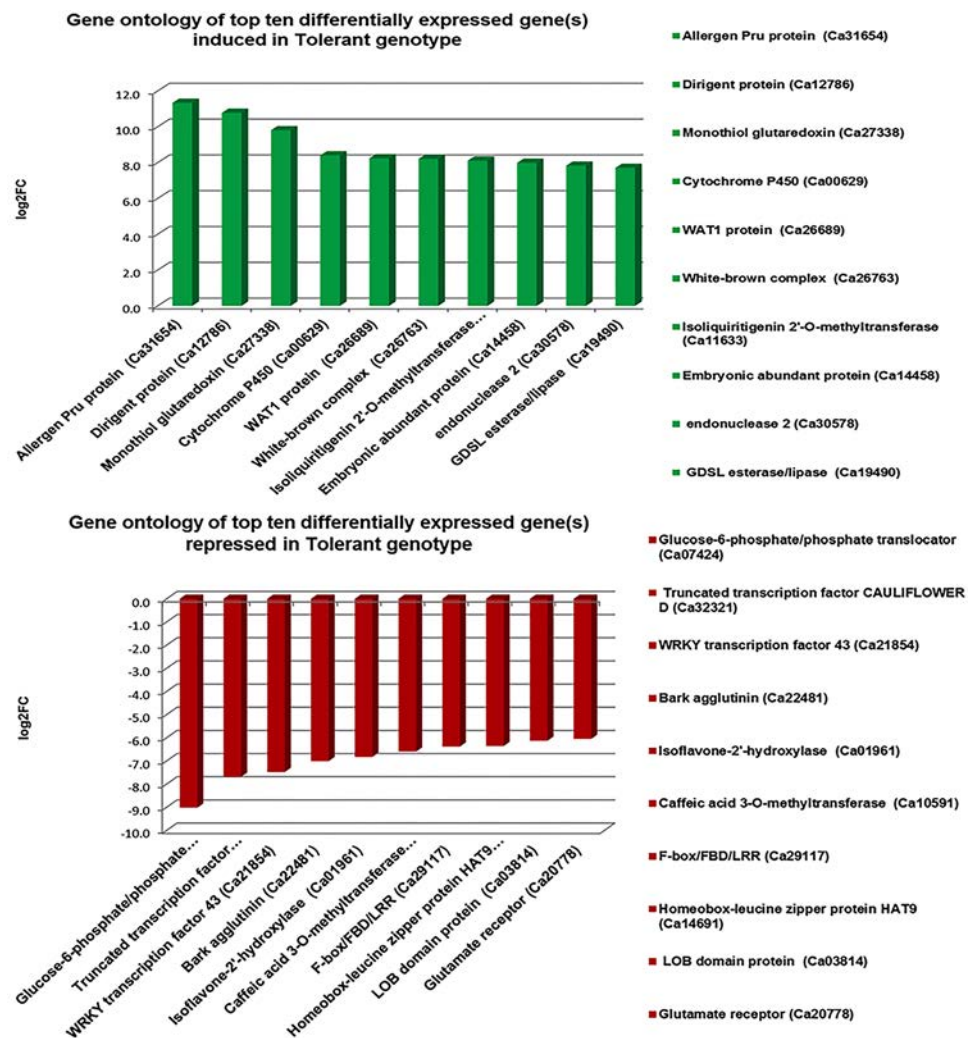 Gene ontology of top ten differentially expressed gene(s)
induced in Tolerant genotype
log2FC
12.0
10.0
8.0
6.0
4.0
2.0
0.0
Allergen Pru protein (Ca31654)
Dirigent protein (Ca12786)
Monothiol glutaredoxin (Ca27338)
Cytochrome P450 (Ca00629)
WAT1 protein (Ca26689)
White-brown complex (Ca26763)
Isoliquiritigenin 2'-O-methyltransferase...
Embryonic abundant protein (Ca14458)
endonuclease 2 (Ca30578)
GDSL esterase/lipase (Ca19490)
Allergen Pru protein (Ca31654)
Dirigent protein (Ca12786)
Monothiol glutaredoxin (Ca27338)
Cytochrome P450 (Ca00629)
WAT1 protein (Ca26689)
White-brown complex (Ca26763)
Isoliquiritigenin 2'-O-methyltransferase
(Ca11633)
Embryonic abundant protein (Ca14458)
endonuclease 2 (Ca30578)
GDSL esterase/lipase (Ca19490)
Gene ontology of top ten differentially expressed gene(s)
repressed in Tolerant genotype
log2FC
0.0
-1.0
-2.0
-3.0
-4.0
-5.0
-6.0
-7.0
-8.0
-9.0
-10.0
Glucose-6-phosphate/phosphate...
Truncated transcription factor...
WRKY transcription factor 43 (Ca21854)
Bark agglutinin (Ca22481)
Isoflavone-2'-hydroxylase (Ca01961)
Caffeic acid 3-O-methyltransferase...
F-box/FBD/LRR (Ca29117)
Homeobox-leucine zipper protein HAT9...
LOB domain protein (Ca03814)
Glutamate receptor (Ca20778)
Glucose-6-phosphate/phosphate translocator
(Ca07424)
Truncated transcription factor CAULIFLOWER
D (Ca32321)
WRKY transcription factor 43 (Ca21854)
Bark agglutinin (Ca22481)
Isoflavone-2'-hydroxylase (Ca01961)
Caffeic acid 3-O-methyltransferase (Ca10591)
F-box/FBD/LRR (Ca29117)
Homeobox-leucine zipper protein HAT9
(Ca14691)
LOB domain protein (Ca03814)
Glutamate receptor (Ca20778)